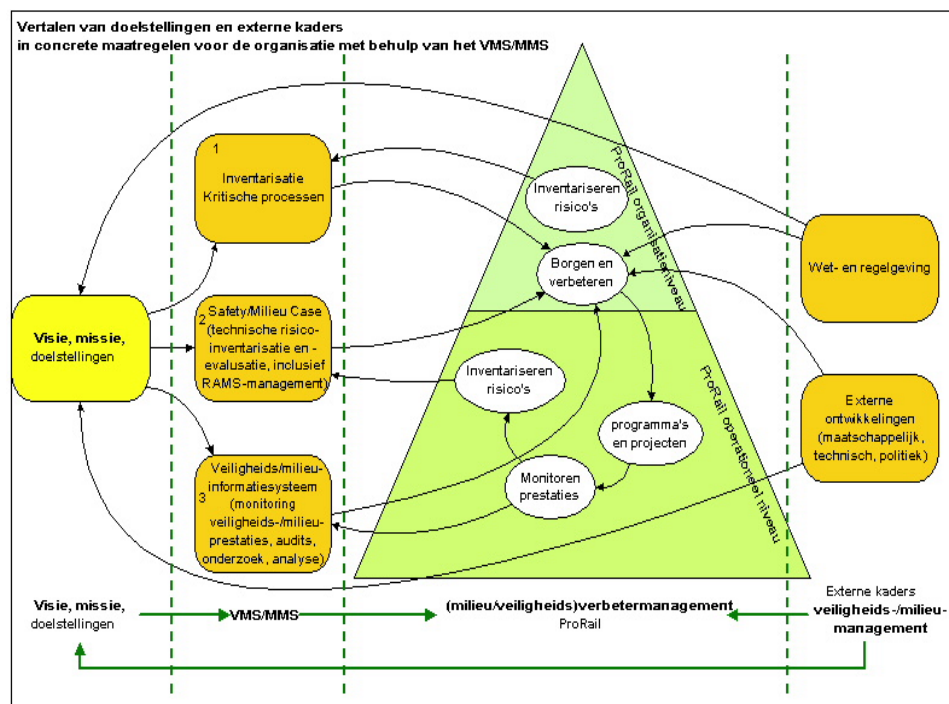 Vertalen van doelstellingen en externe kaders
in concrete maatregelen voor de organisatie met behulp van het VMS/MMS
Visie, missie,
doelstellingen
1
Inventarisatie
Kritische processen
2
Safety/Milieu Case
(technische risico-
inventarisatie en -
evalusatie, inclusief
RAMS-management)
3
Veiligheids/milieu-
informatiesysteem
(monitoring
veiligheids-/milieu-
prestaties, audits,
onderzoek, analyse)
ProRail organisatieniveau
Inventariseren
risico's
Borgen en
verbeteren
ProRail operationeel niveau
Inventariseren
risico's
programma's
en projecten
Monitoren
prestaties
Wet- en regelgeving
Externe
ontwikkelingen
(maatschappelijk,
technisch, politiek)
Visie, missie,
doelstellingen
VMS/MMS
(milieu/veiligheids)verbetermanagement
ProRail
Externe kaders
veiligheids-/milieu-
management